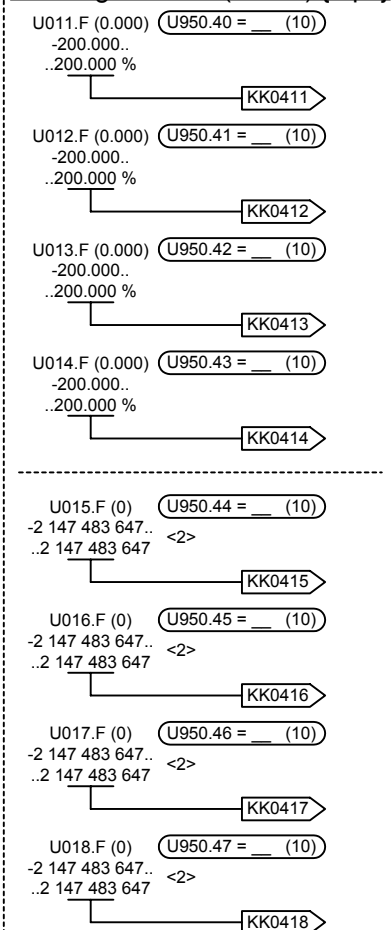 U011.F (0.000) U950.40 = __ (10)
-200.000..
..200.000 %
KK0411
U012.F (0.000) U950.41 = __ (10)
-200.000..
..200.000 %
KK0412
U013.F (0.000) U950.42 = __ (10)
-200.000..
..200.000 %
KK0413
U014.F (0.000) U950.43 = __ (10)
-200.000..
..200.000 %
KK0414
U015.F (0) U950.44 = __ (10)
-2 147 483 647.. <2>
..2 147 483 647
KK0415
U016.F (0) U950.45 = __ (10)
-2 147 483 647.. <2>
..2 147 483 647
KK0416
U017.F (0) U950.46 = __ (10)
-2 147 483 647.. <2>
..2 147 483 647
KK0417
U018.F (0) U950.47 = __ (10)
-2 147 483 647.. <2>
..2 147 483 647
KK0418